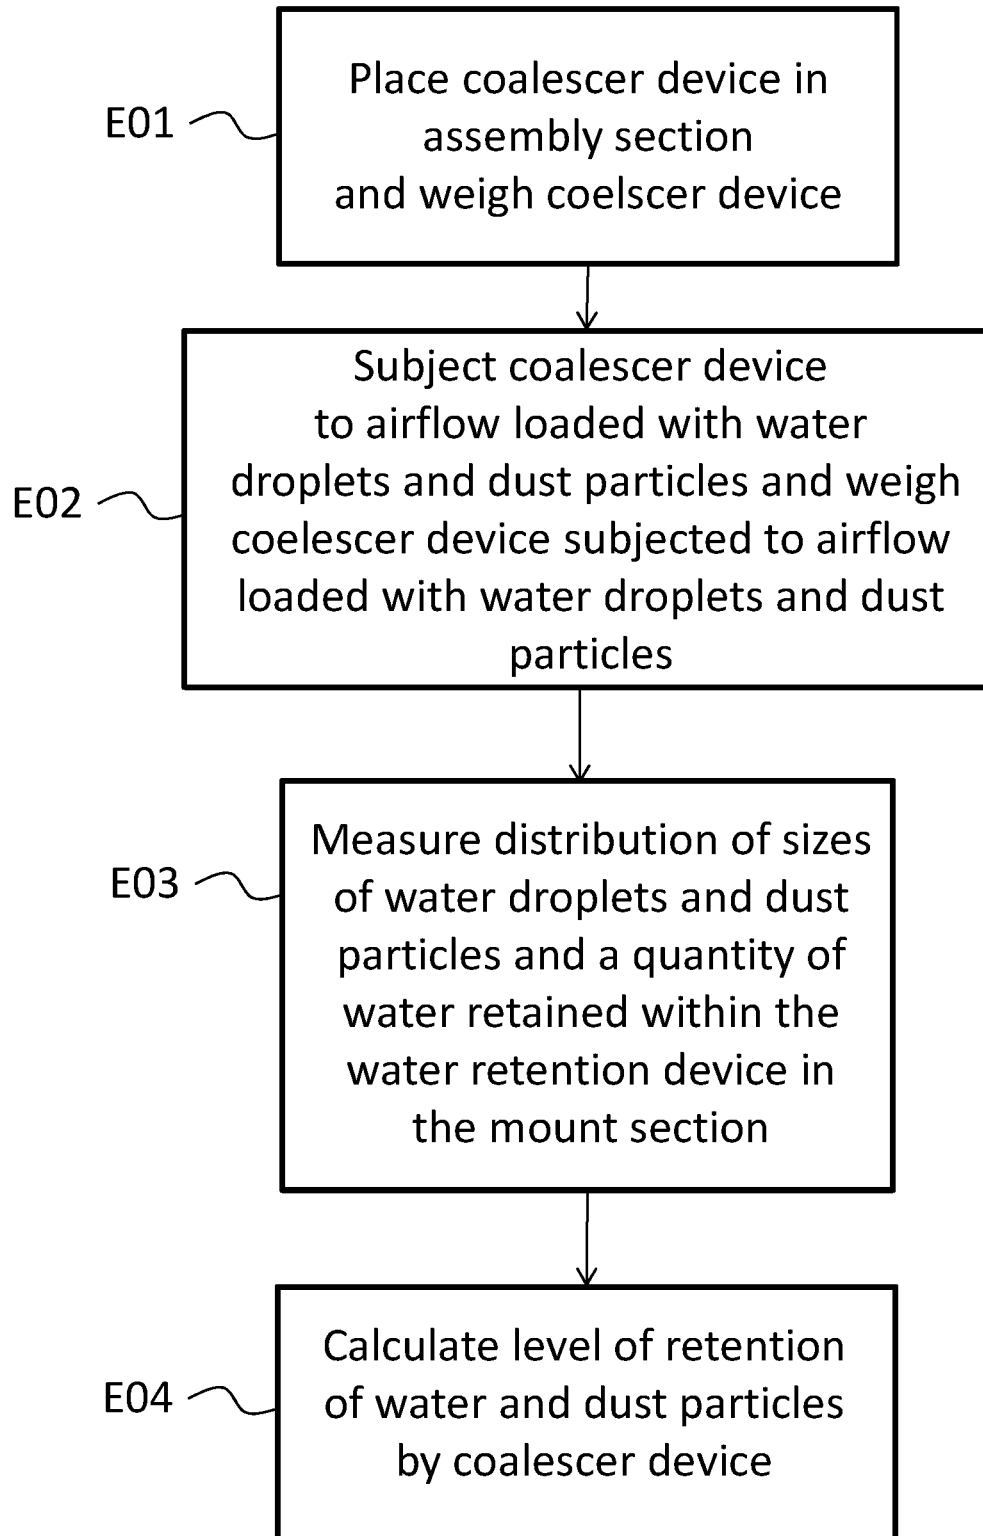 E01
Place coalescer device in
assembly section
and weigh coelscer device
E02
Subject coalescer device
to airflow loaded with water
droplets and dust particles and weigh
coelescer device subjected to airflow
loaded with water droplets and dust
particles
E03
Measure distribution of sizes
of water droplets and dust
particles and a quantity of
water retained within the
water retention device in
the mount section
E04
Calculate level of retention
of water and dust particles
by coalescer device